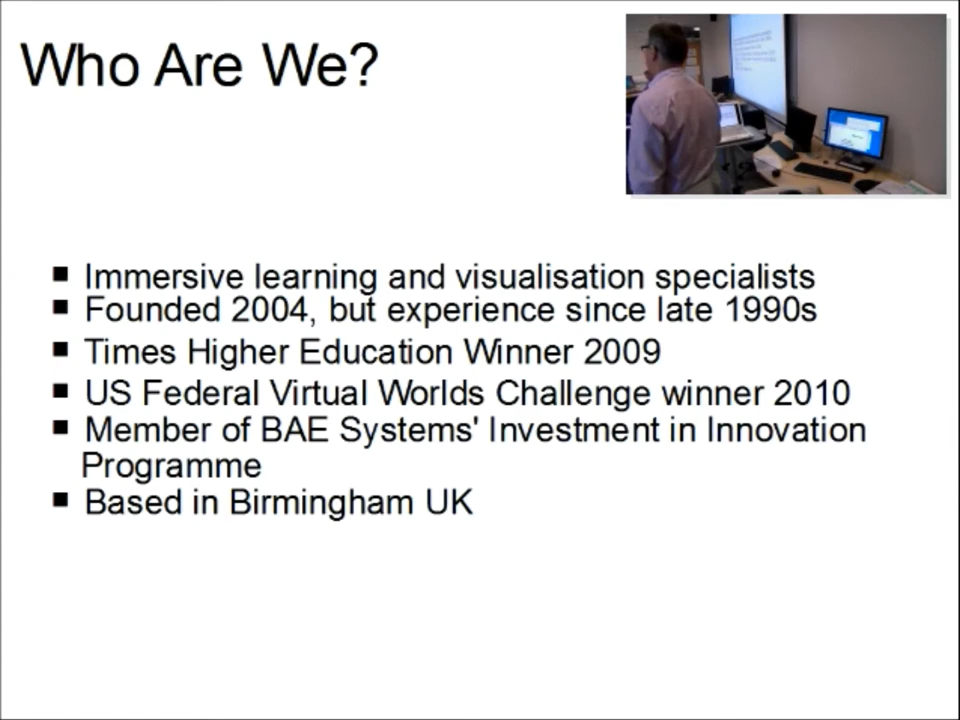 Who Are We?
Immersive learning and visualisation specialists
Founded 2004, but experience since late 1990s
Times Higher Education Winner 2009
US Federal Virtual Worlds Challenge winner 2010
Member of BAE Systems' Investment in Innovation
Programme
Based in Birmingham UK